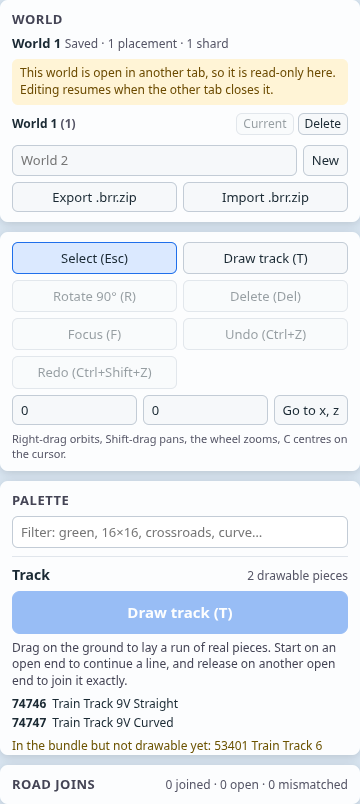 WORLD
World 1 Saved · 1 placement · 1 shard
This world is open in another tab, so it is read-only here.
Editing resumes when the other tab closes it.
World 1 (1) Current Delete
World 2 New
Export .brr.zip Import .brr.zip
Select (Esc) Draw track (T)
Rotate 90° (R) Delete (Del)
Focus (F) Undo (Ctrl+Z)
Redo (Ctrl+Shift+Z)
0 0 Go to x, z
Right-drag orbits, Shift-drag pans, the wheel zooms, C centres on
the cursor.
PALETTE
Filter: green, 16×16, crossroads, curve…
Track 2 drawable pieces
Draw track (T)
Drag on the ground to lay a run of real pieces. Start on an
open end to continue a line, and release on another open
end to join it exactly.
74746 Train Track 9V Straight
74747 Train Track 9V Curved
In the bundle but not drawable yet: 53401 Train Track 6
ROAD JOINS 0 joined · 0 open · 0 mismatched